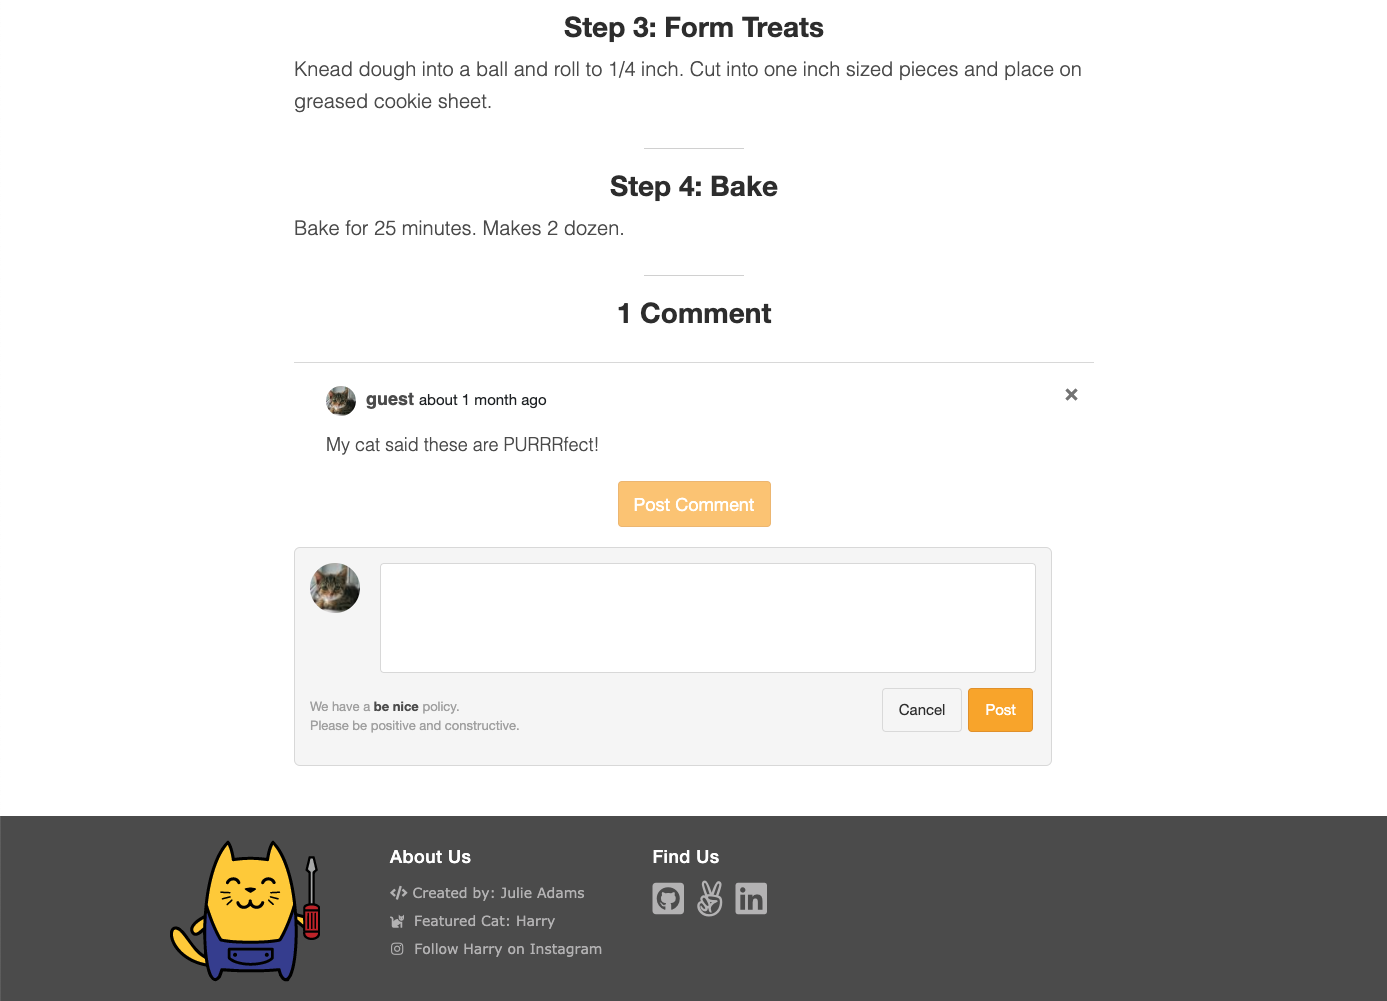 Step 3: Form Treats
Knead dough into a ball and roll to 1/4 inch. Cut into one inch sized pieces and place on
greased cookie sheet.
Step 4: Bake
Bake for 25 minutes. Makes 2 dozen.
1 Comment
guest about 1 month ago
My cat said these are PURRRfect!
Post Comment
We have a be nice policy.
Please be positive and constructive.
Cancel
Post
About Us
Created by: Julie Adams
Featured Cat: Harry
Follow Harry on Instagram
Find Us
in